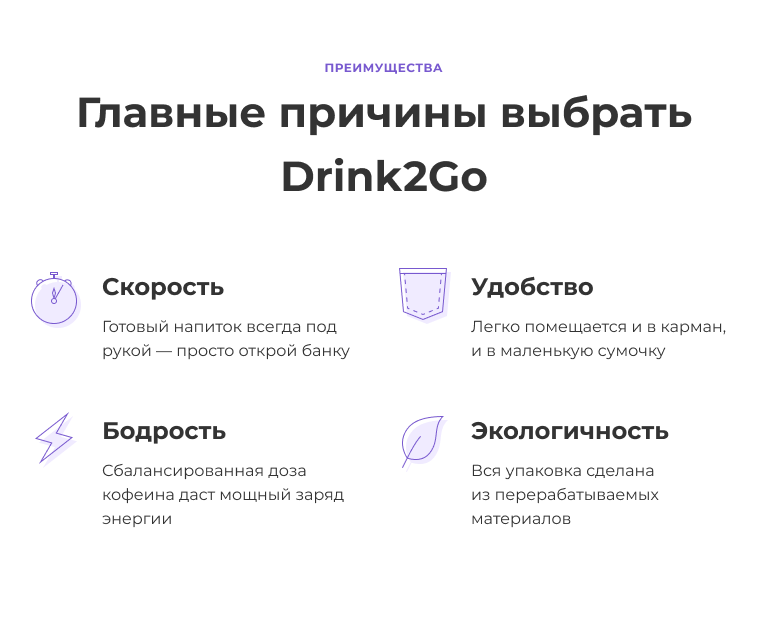 ПРЕИМУЩЕСТВА
Главные причины выбрать
Drink2Go
Скорость
Готовый напиток всегда под
рукой — просто открой банку
Удобство
Легко помещается и в карман,
и в маленькую сумочку
Бодрость
Сбалансированная доза
кофеина даст мощный заряд
энергии
Экологичность
Вся упаковка сделана
из перерабатываемых
материалов